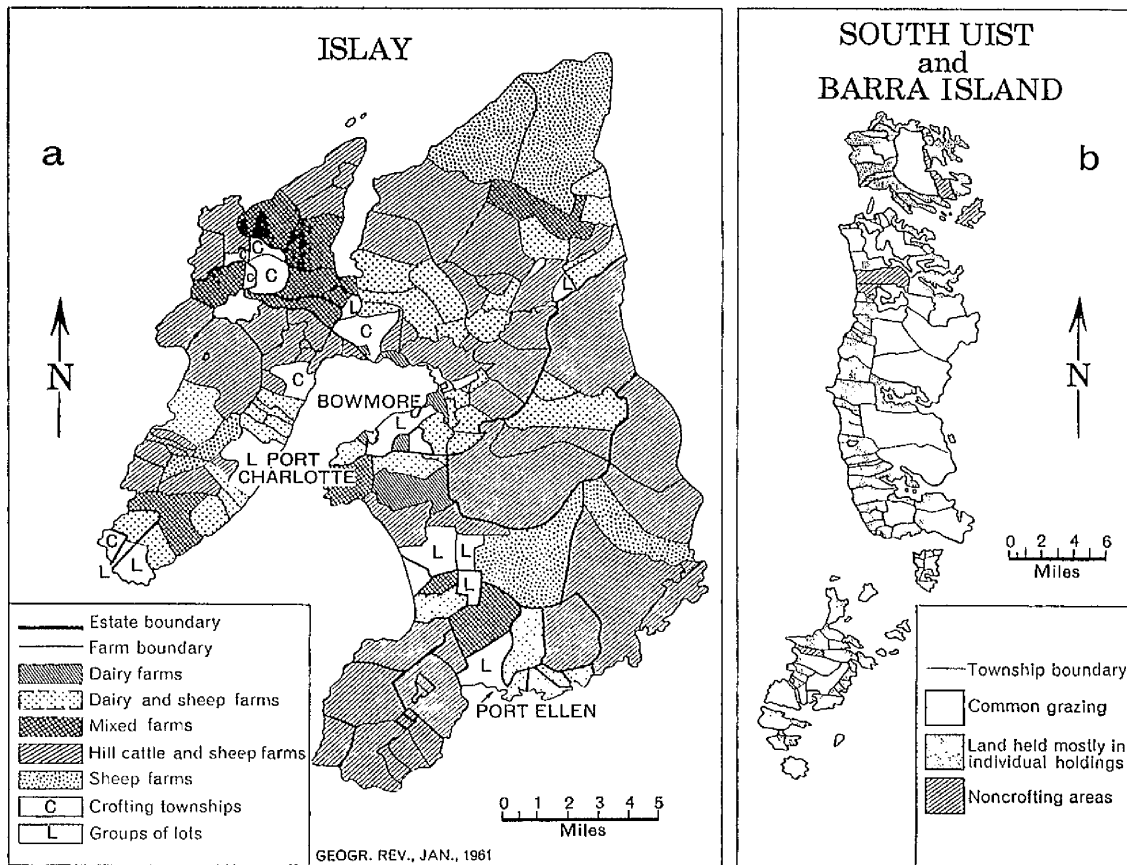 ISLAY
a
N
C
C
C
C
L
C
L
C
BOWMORE
L
L PORT
CHARLOTTE
C
L
L
L
L
L
L
PORT ELLEN
Estate boundary
Farm boundary
Dairy farms
Dairy and sheep farms
Mixed farms
Hill cattle and sheep farms
Sheep farms
C Crofting townships
L Groups of lots
0 1 2 3 4 5
Miles
GEOGR. REV., JAN., 1961
SOUTH UIST
and
BARRA ISLAND
b
N
0 2 4 6
Miles
Township boundary
Common grazing
Land held mostly in
individual holdings
Noncrofting areas